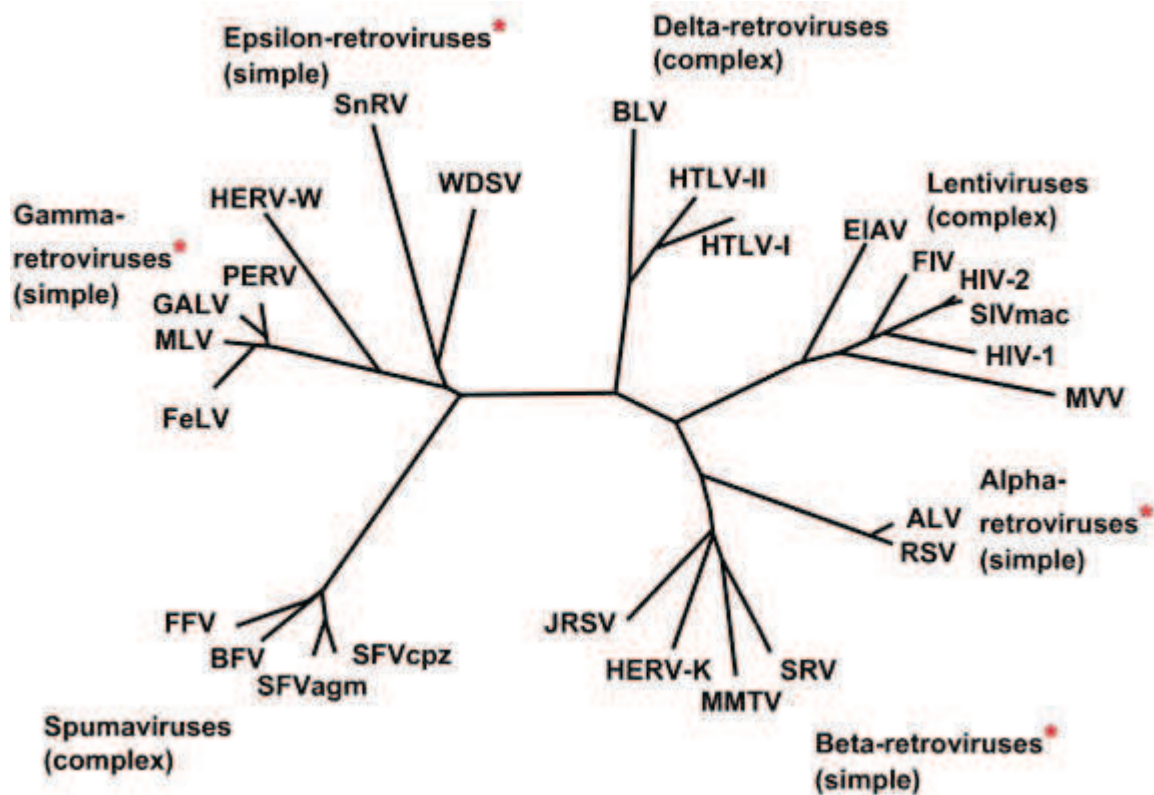 Epsilon-retroviruses*
(simple)
SnRV
WDSV
Delta-retroviruses
(complex)
BLV
HTLV-II
HTLV-I
Lentiviruses
(complex)
EIAV
FIV
HIV-2
SIVmac
HIV-1
MVV
Gamma-
retroviruses*
(simple)
HERV-W
PERV
GALV
MLV
FeLV
Alpha-
retroviruses*
(simple)
ALV
RSV
FFV
BFV
SFVagm
SFVcpz
Spumaviruses
(complex)
JRSV
HERV-K
MMTV
SRV
Beta-retroviruses*
(simple)